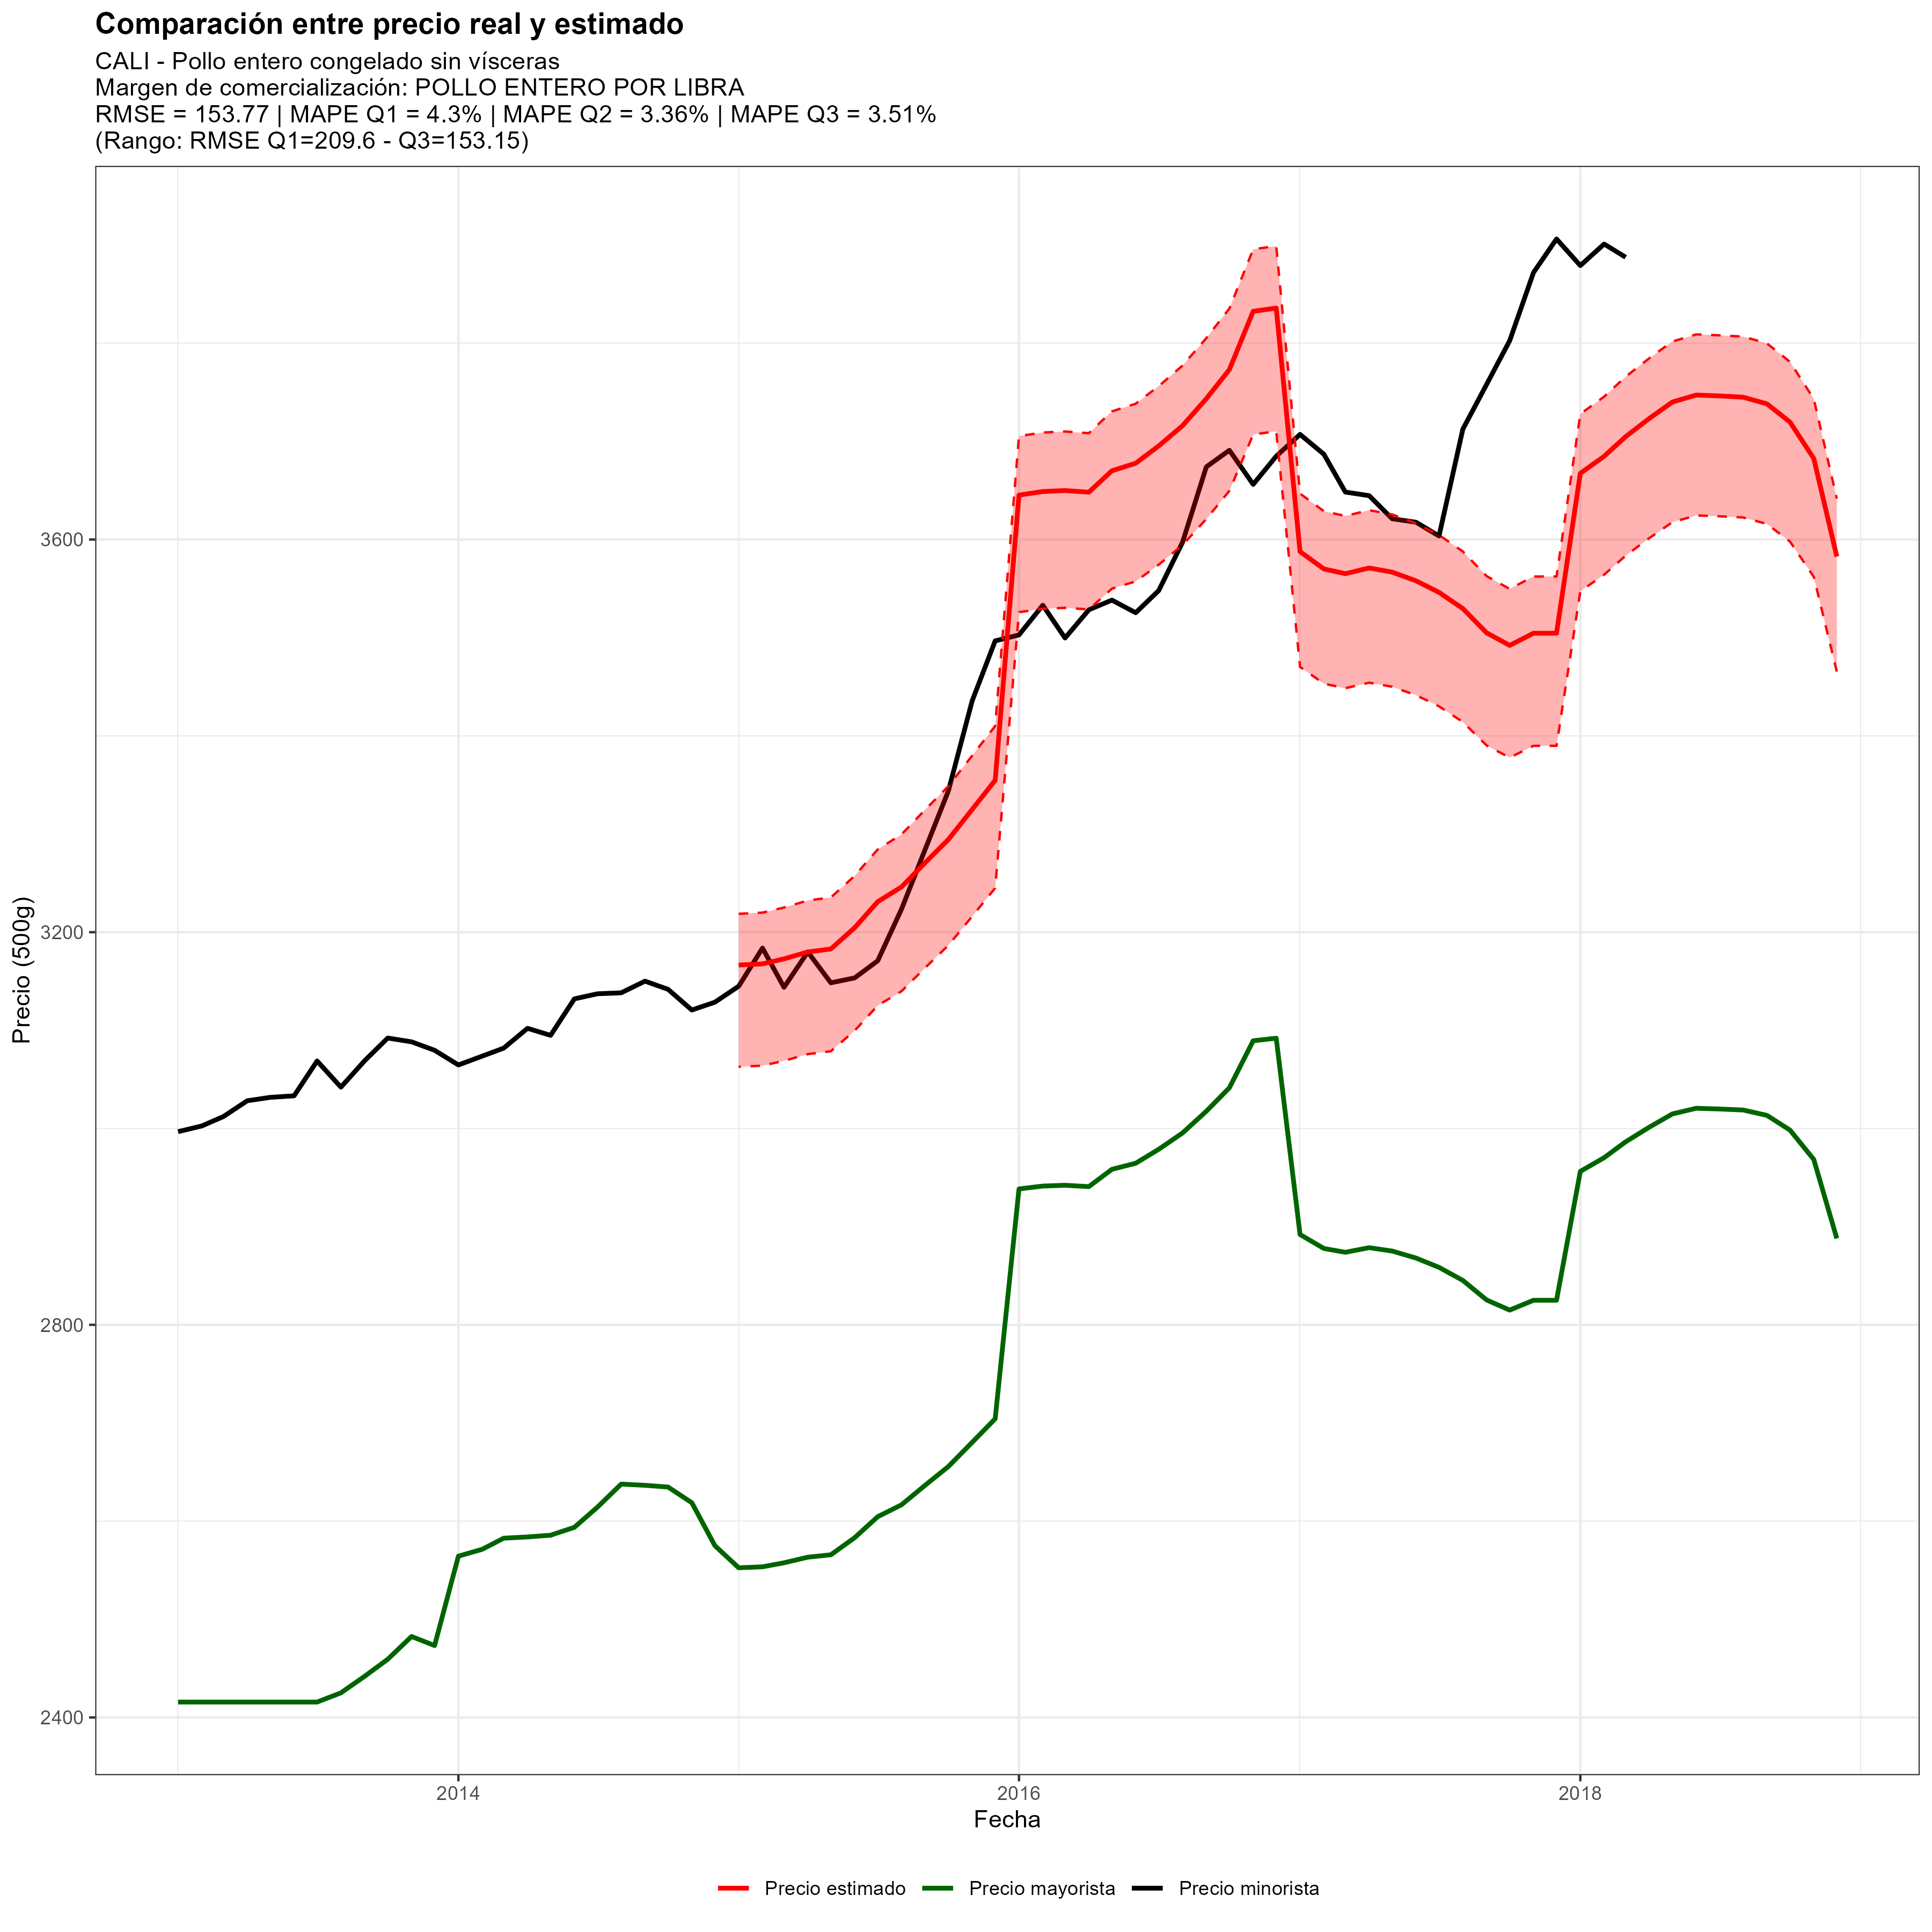 Comparación entre precio real y estimado
CALI - Pollo entero congelado sin vísceras
Margen de comercialización: POLLO ENTERO POR LIBRA
RMSE = 153.77 | MAPE Q1 = 4.3% | MAPE Q2 = 3.36% | MAPE Q3 = 3.51%
(Rango: RMSE Q1=209.6 - Q3=153.15)
Precio (500g)
3600
3200
2800
2400
2014
2016
2018
Fecha
Precio estimado
Precio mayorista
Precio minorista